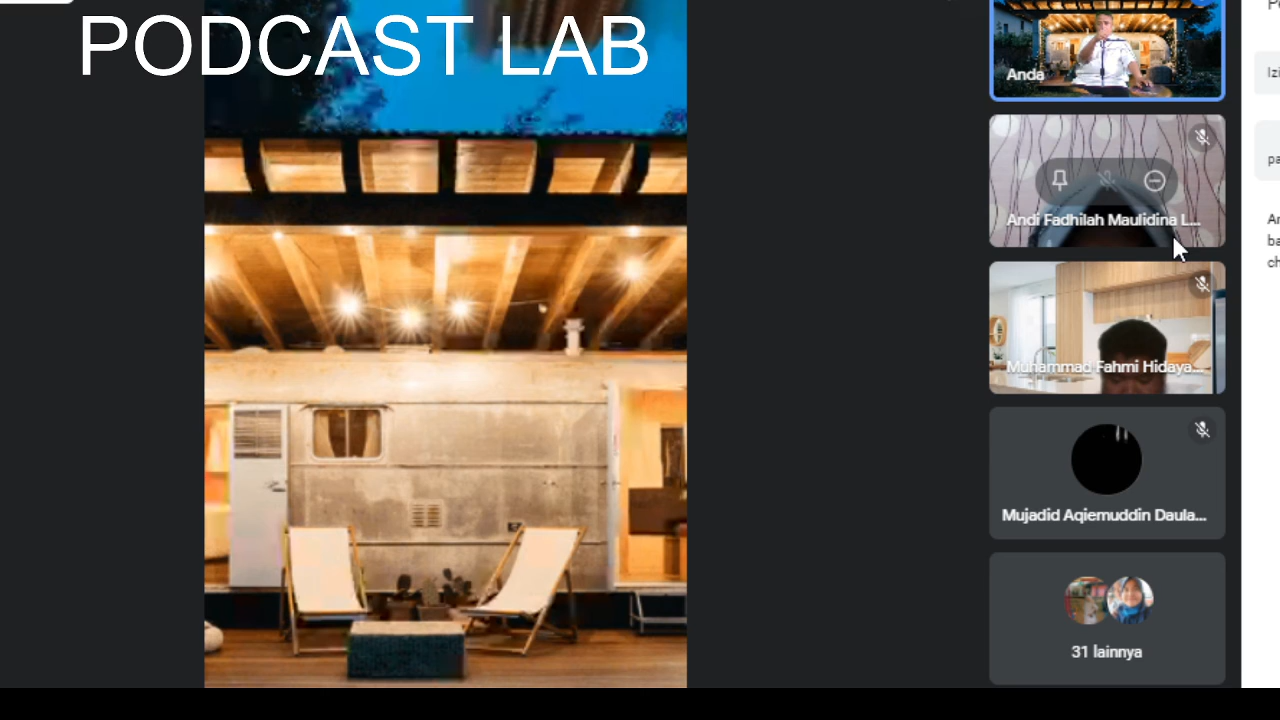 PODCAST LAB
Anda
Andi Fadhilah Maulidina L...
Muhammad Fahmi Hidaya...
Mujadid Aqiemuddin Daula...
31 lainnya